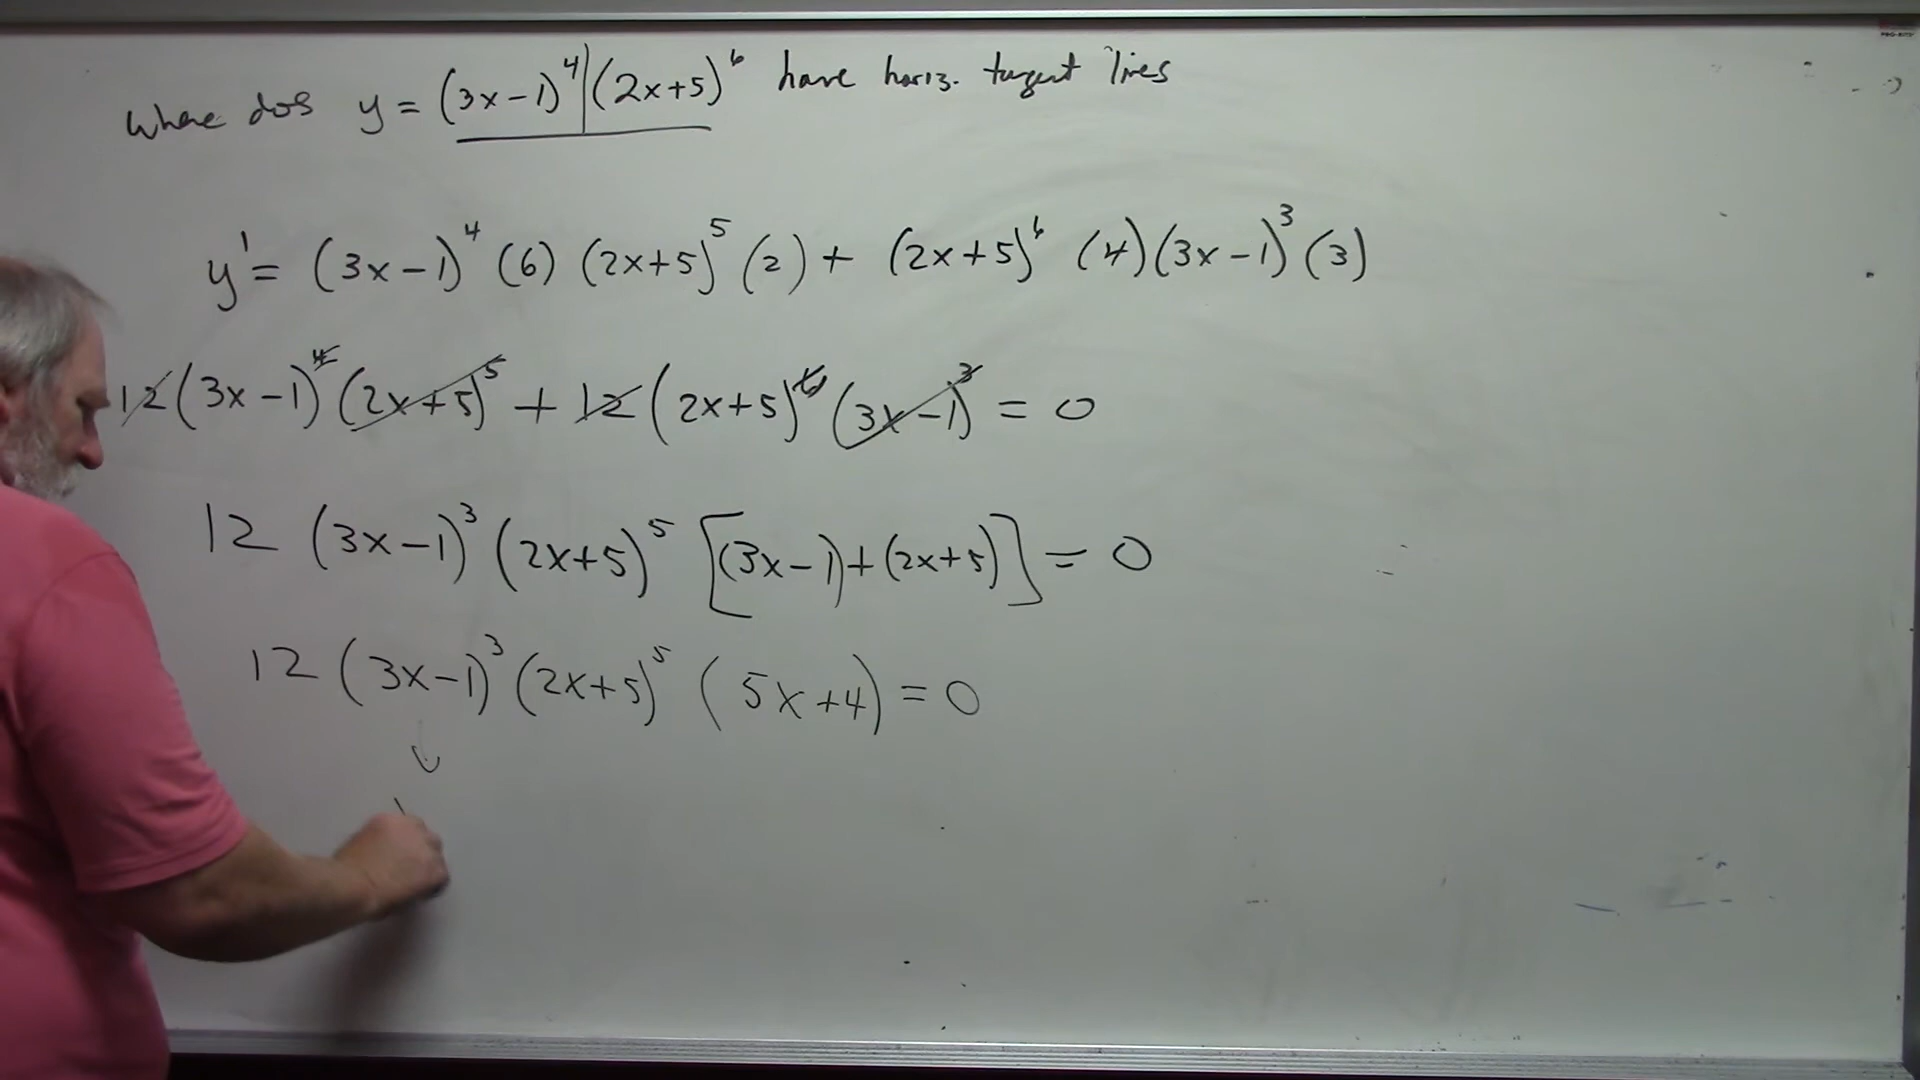 Where does y = (3x-1)^4 (2x+5)^6 have horiz. tangent lines
y' = (3x-1)^4 (6) (2x+5)^5 (2) + (2x+5)^6 (4)(3x-1)^3 (3)
12(3x-1)^4 (2x+5)^5 + 12 (2x+5)^6 (3x-1)^3 = 0
12 (3x-1)^3 (2x+5)^5 [(3x-1)+(2x+5)] = 0
12 (3x-1)^3 (2x+5)^5 (5x+4) = 0